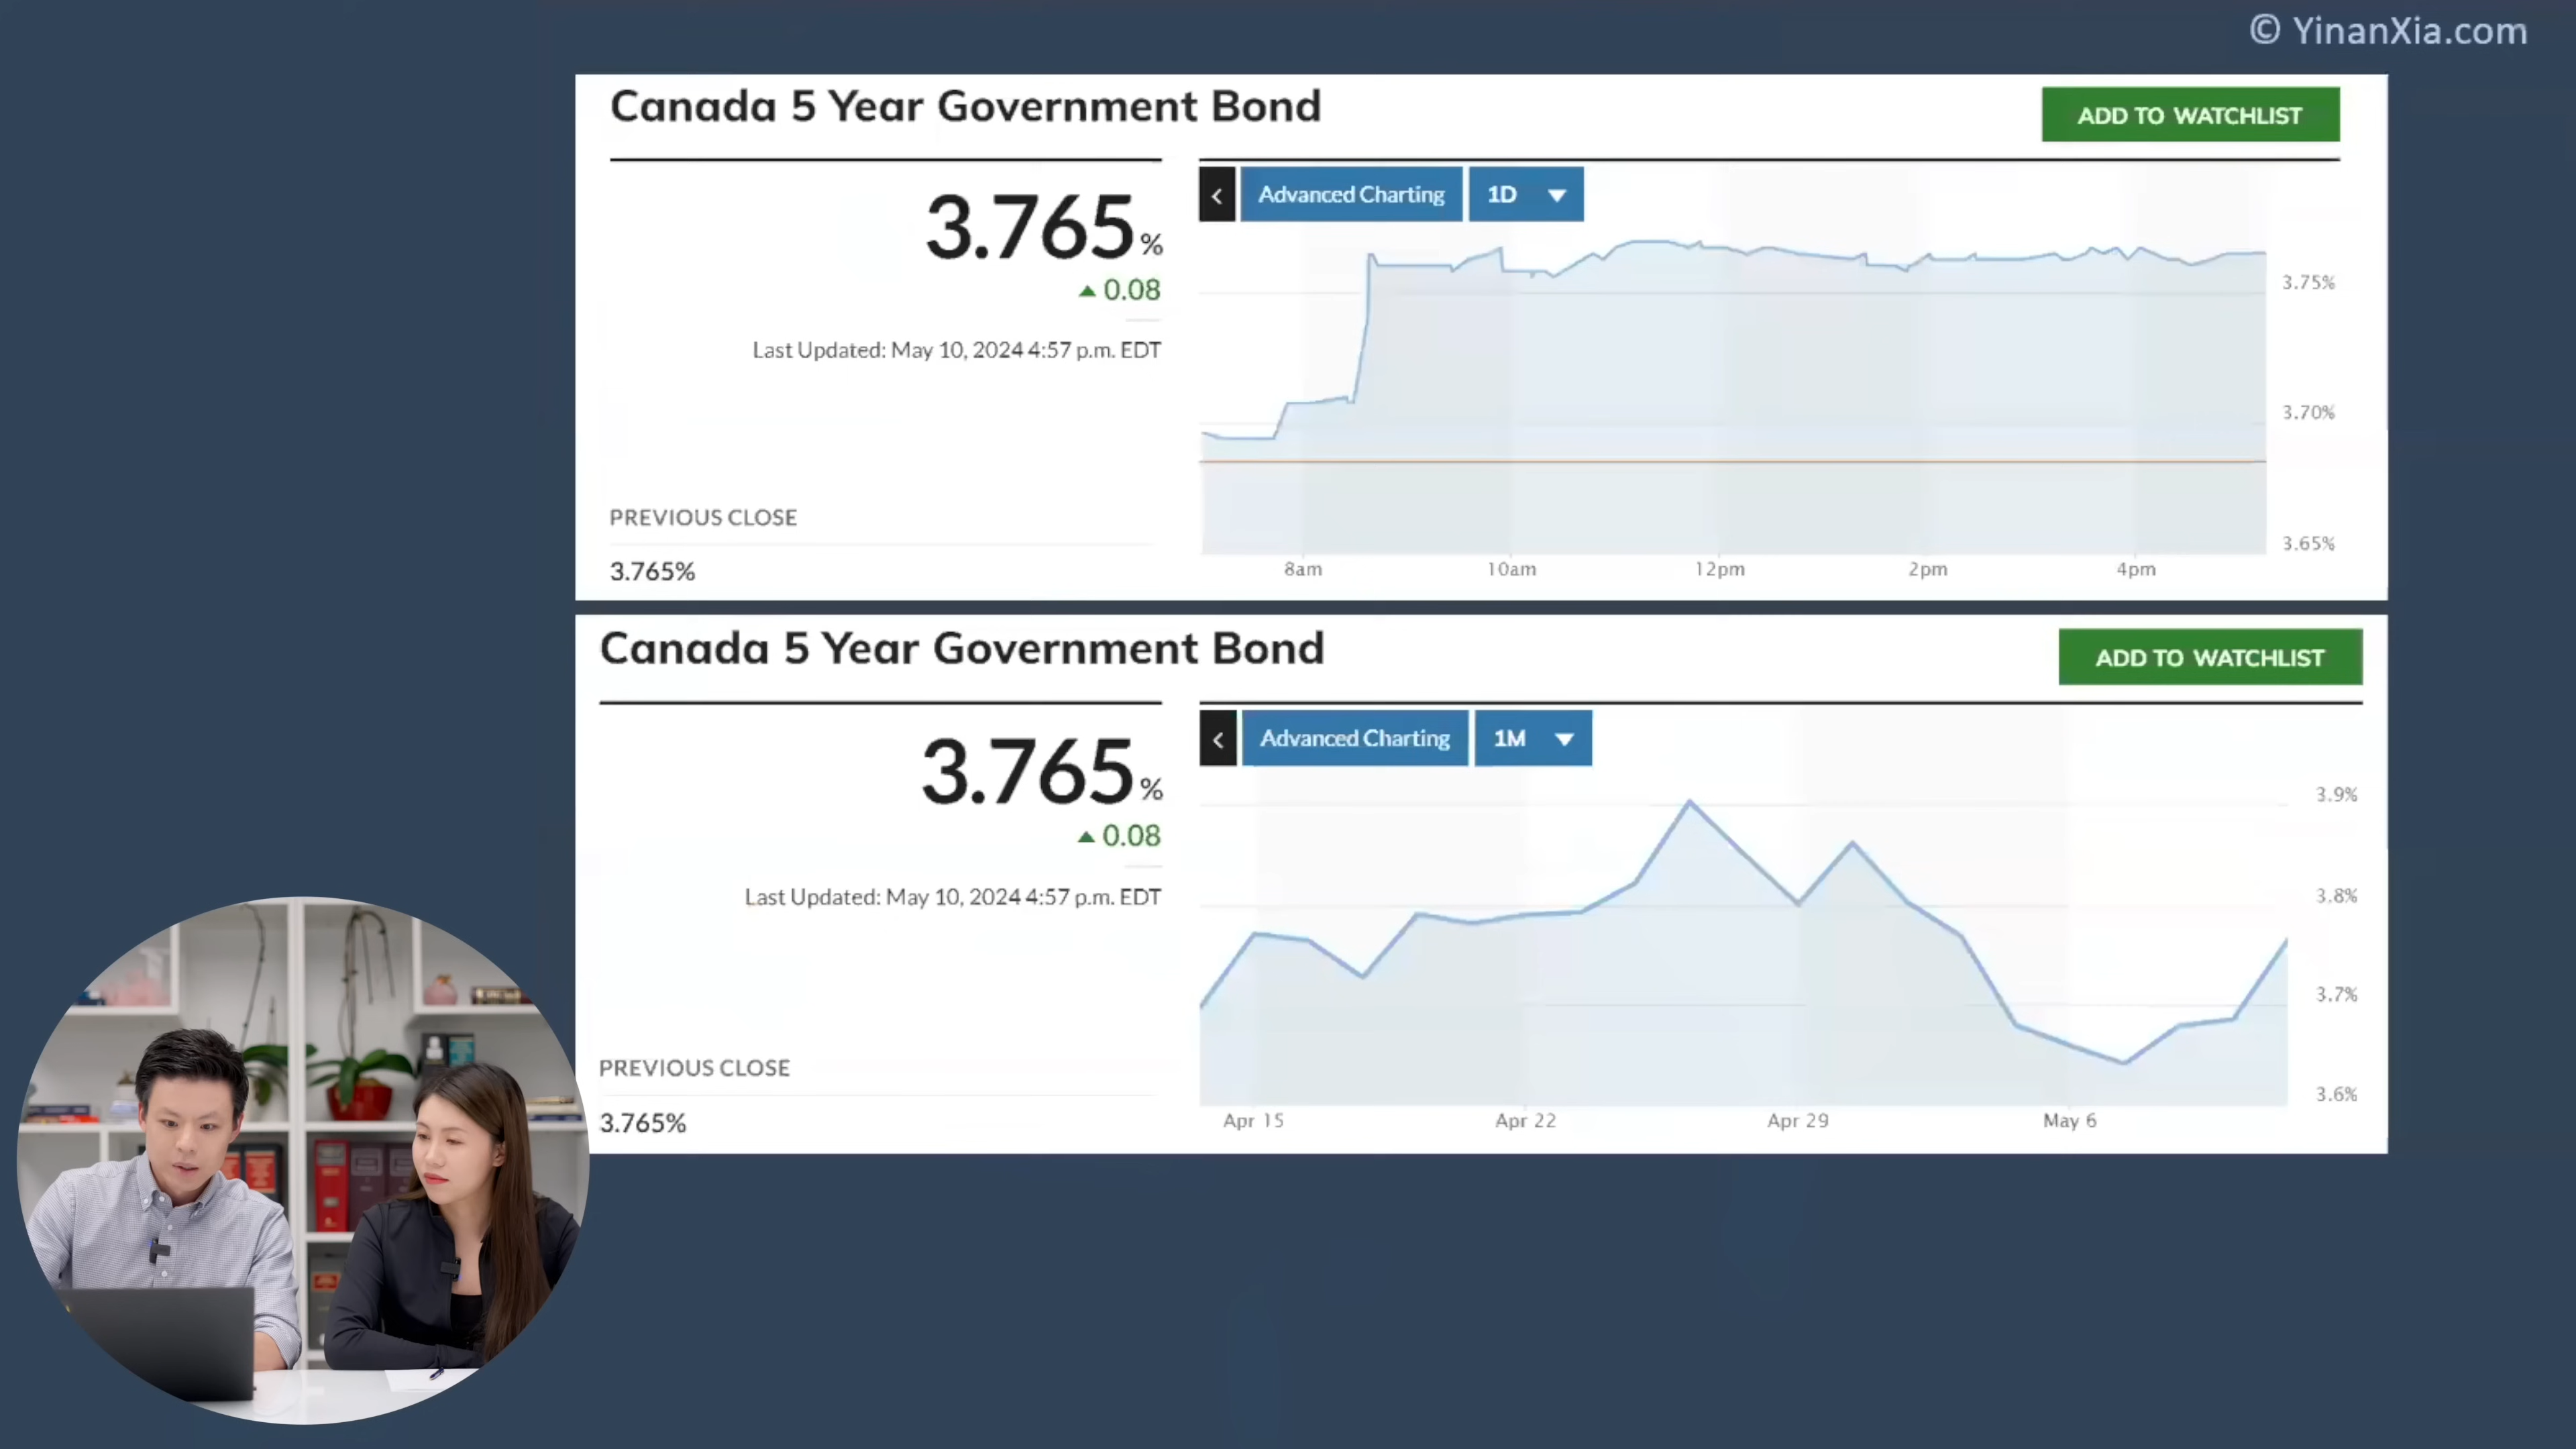 © YinanXia.com
Canada 5 Year Government Bond
ADD TO WATCHLIST
Advanced Charting
1D
3.765%
0.08
Last Updated: May 10, 2024 4:57 p.m. EDT
3.75%
3.70%
3.65%
PREVIOUS CLOSE
3.765%
8am 10am 12pm 2pm 4pm
Canada 5 Year Government Bond
ADD TO WATCHLIST
Advanced Charting
1M
3.765%
0.08
Last Updated: May 10, 2024 4:57 p.m. EDT
3.9%
3.8%
3.7%
3.6%
PREVIOUS CLOSE
3.765%
Apr 15 Apr 22 Apr 29 May 6